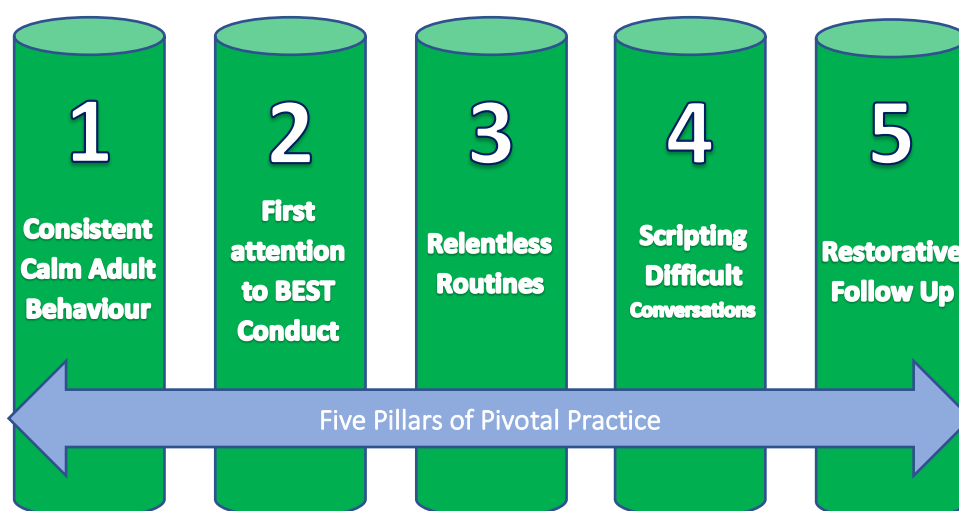 1
Consistent
Calm Adult
Behaviour
2
First
attention
to BEST
Conduct
3
Relentless
Routines
4
Scripting
Difficult
Conversations
5
Restorative
Follow Up
Five Pillars of Pivotal Practice